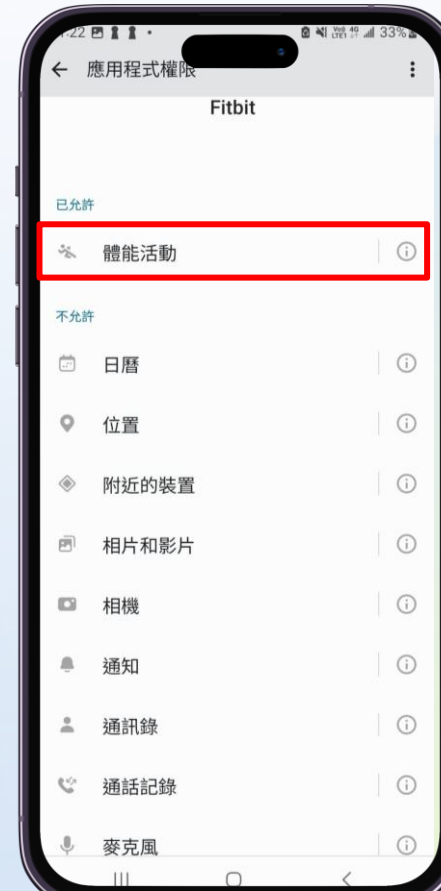 :22
33%
應用程式權限
Fitbit
已允許
體能活動
不允許
日曆
位置
附近的裝置
相片和影片
相機
通知
通訊錄
通話記錄
麥克風